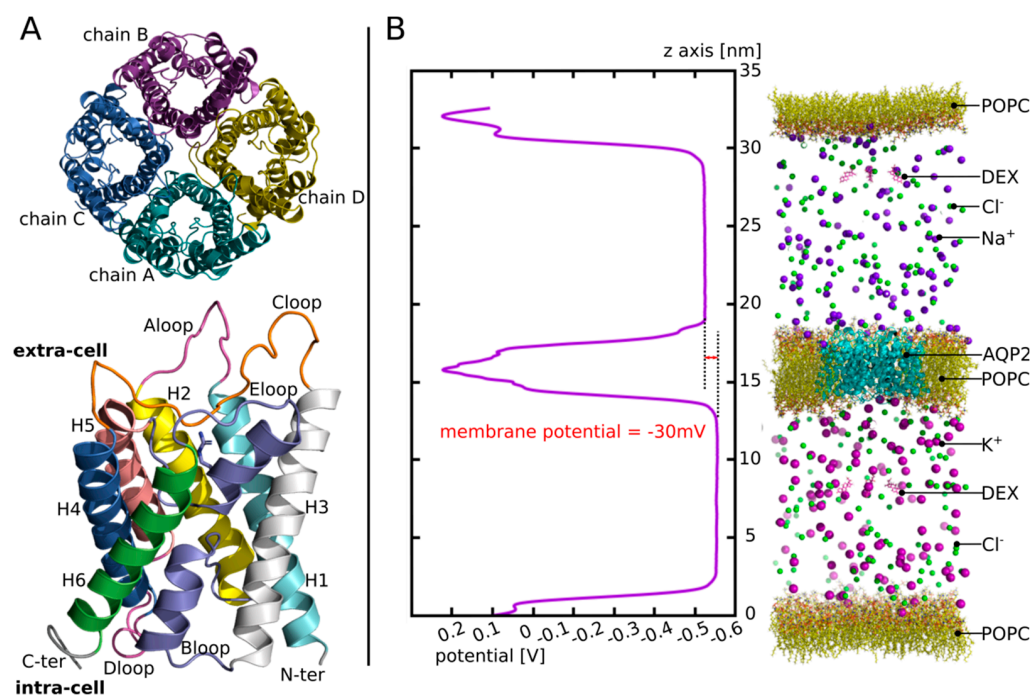 A
chain B
chain C
chain D
chain A
Aloop
Cloop
extra-cell
H2
Eloop
H5
H4
H3
H6
H1
C-ter
Dloop
Bloop
N-ter
intra-cell
B
z axis [nm]
35
30
25
20
15
10
5
0
membrane potential = -30mV
0.2 0.1 0 -0.1 -0.2 -0.3 -0.4 -0.5 -0.6
potential [V]
POPC
DEX
Cl-
Na+
AQP2
POPC
K+
DEX
Cl-
POPC